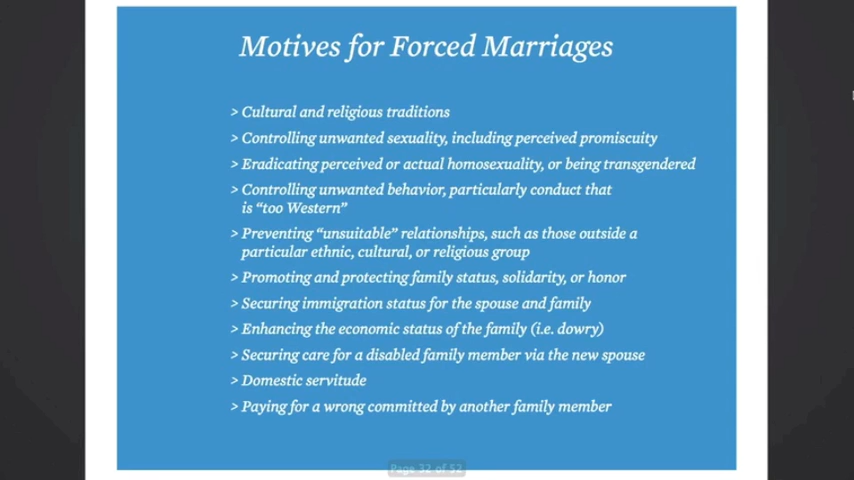 Motives for Forced Marriages
> Cultural and religious traditions
> Controlling unwanted sexuality, including perceived promiscuity
> Eradicating perceived or actual homosexuality, or being transgendered
> Controlling unwanted behavior, particularly conduct that
is “too Western”
> Preventing “unsuitable” relationships, such as those outside a
particular ethnic, cultural, or religious group
> Promoting and protecting family status, solidarity, or honor
> Securing immigration status for the spouse and family
> Enhancing the economic status of the family (i.e. dowry)
> Securing care for a disabled family member via the new spouse
> Domestic servitude
> Paying for a wrong committed by another family member
Page 32 of 52